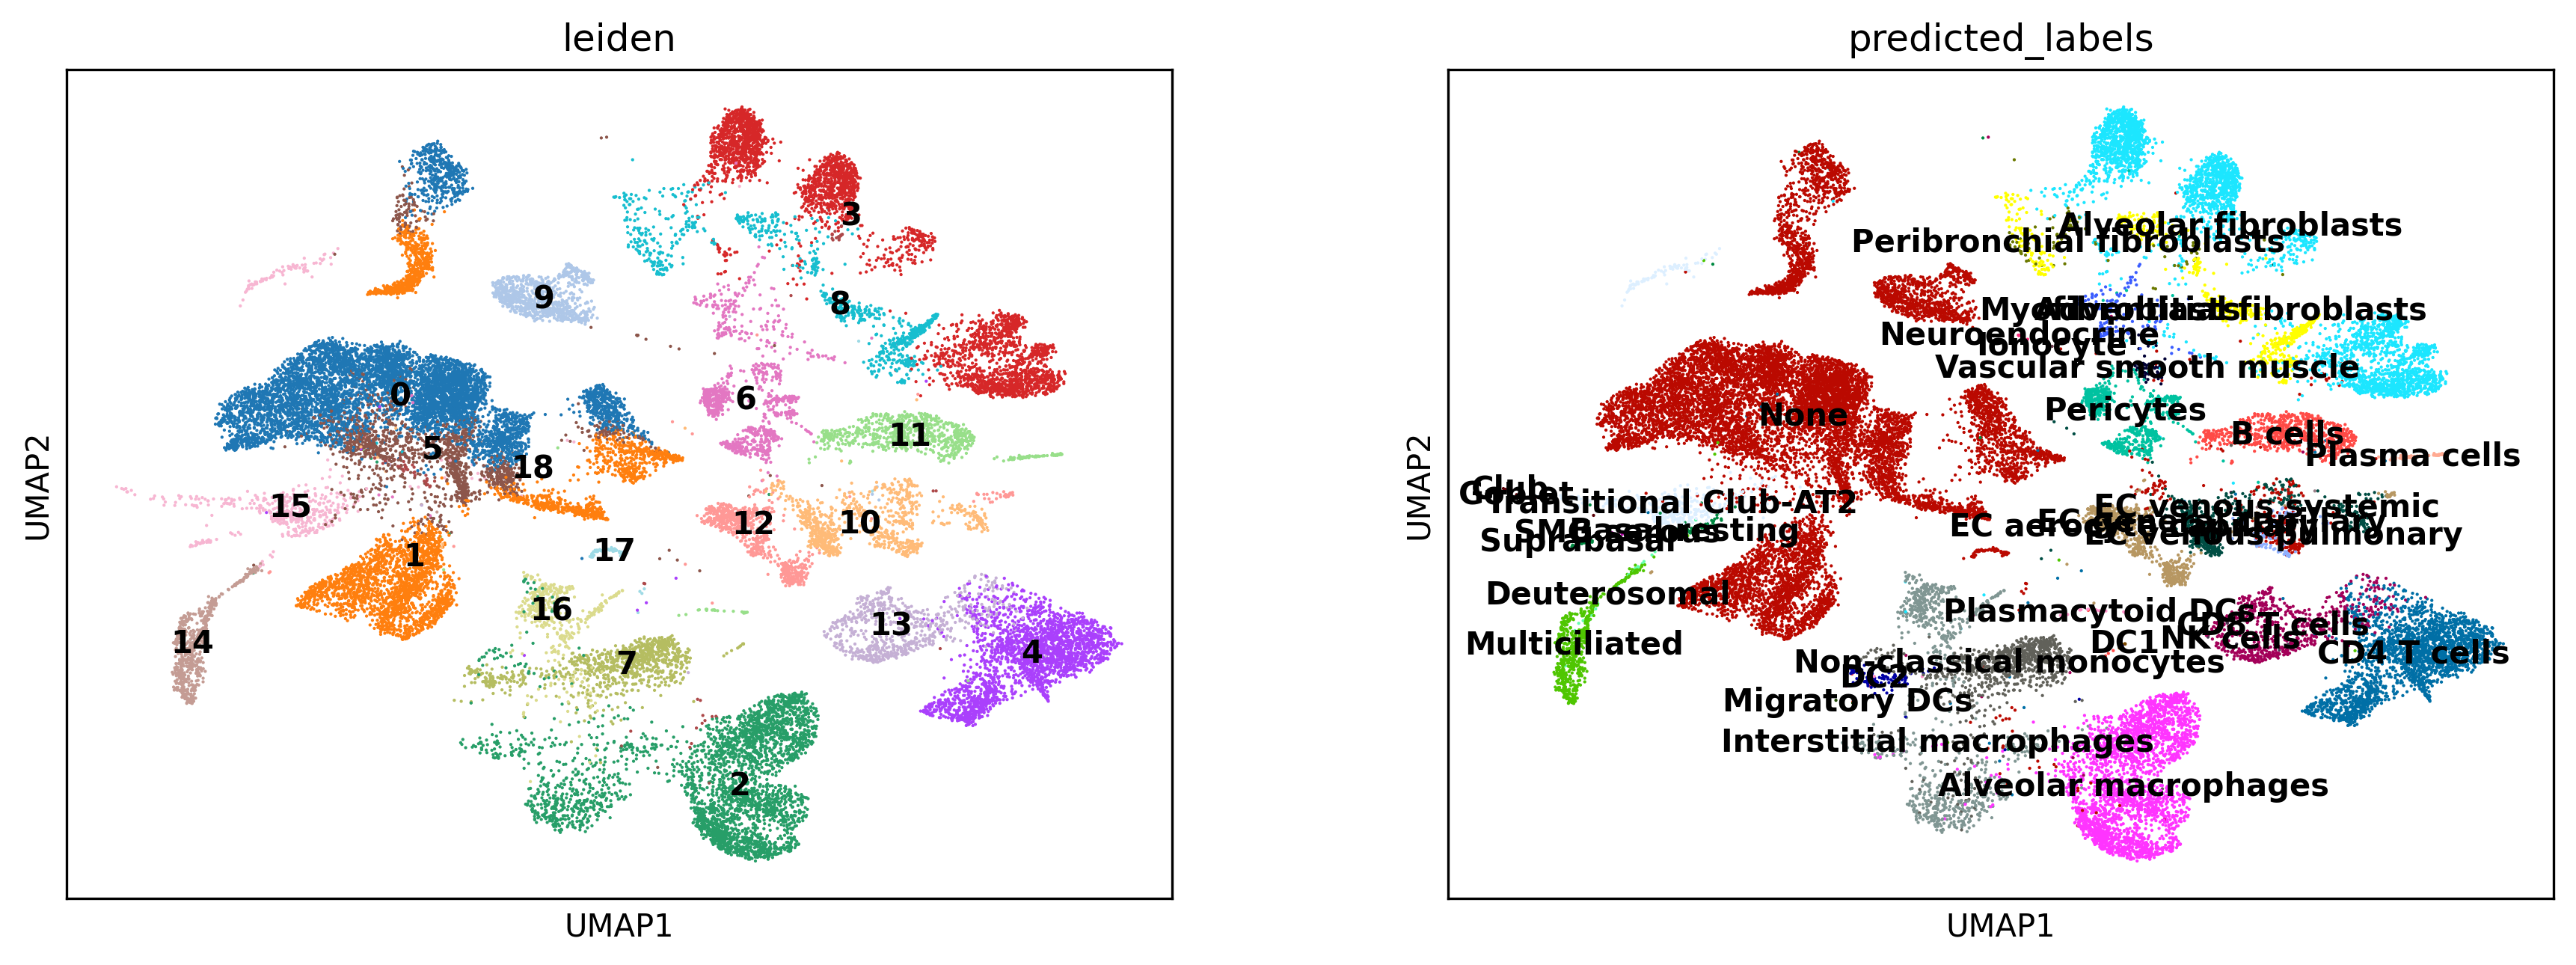 leiden
3
9
8
0
6
5
11
18
15
12
10
1
17
16
13
14
4
7
2
UMAP2
UMAP1
predicted_labels
Alveolar fibroblasts
Peribronchial fibroblasts
Myofibroblasts
Adventitial fibroblasts
Neuroendocrine
Ionocyte
Vascular smooth muscle
Pericytes
None
B cells
Plasma cells
Club
Goblet
Transitional Club-AT2
EC venous systemic
EC aerocyte capillary
EC general capillary
SMG serous
Basal resting
Suprabasal
EC venous pulmonary
Deuterosomal
Plasmacytoid DCs
CD8 T cells
Multiciliated
DC1
NK cells
CD4 T cells
Non-classical monocytes
DC2
Migratory DCs
Interstitial macrophages
Alveolar macrophages
UMAP2
UMAP1